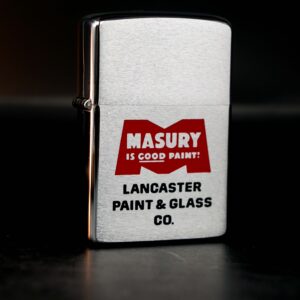 MASURY
IS GOOD PAINT!
LANCASTER
PAINT & GLASS
CO.